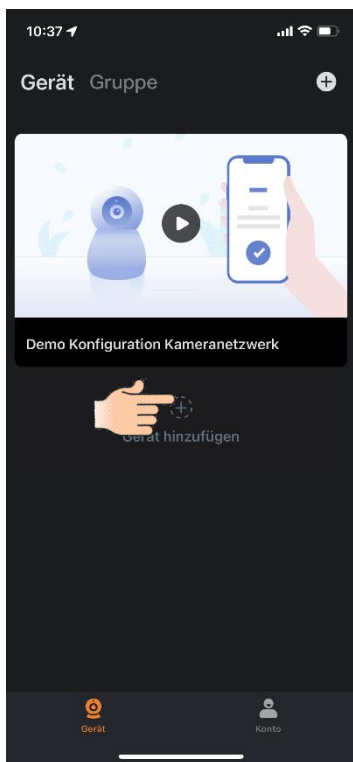 10:37
Gerät Gruppe
Demo Konfiguration Kameranetzwerk
Gerät hinzufügen
Gerät
Konto